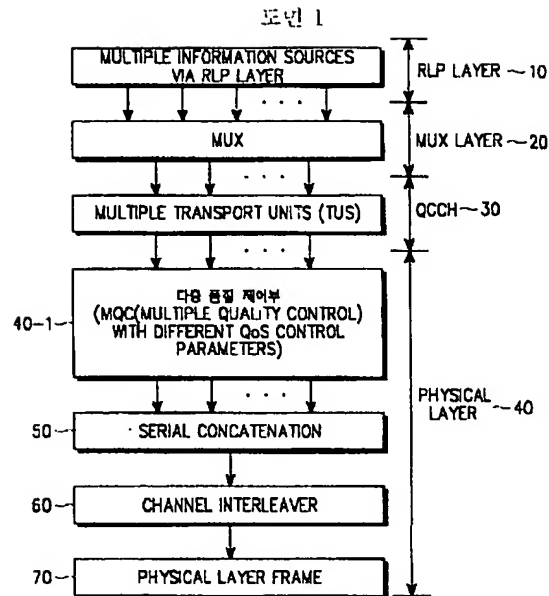 도면 1
MULTIPLE INFORMATION SOURCES
VIA RLP LAYER
RLP LAYER ~10
. . .
MUX
MUX LAYER ~20
. . .
MULTIPLE TRANSPORT UNITS (TUS)
QCCH ~30
. . .
다중 품질 제어부
(MQC(MULTIPLE QUALITY CONTROL)
WITH DIFFERENT QoS CONTROL
PARAMETERS)
40-1
PHYSICAL
LAYER ~40
. . .
50
SERIAL CONCATENATION
60
CHANNEL INTERLEAVER
70
PHYSICAL LAYER FRAME